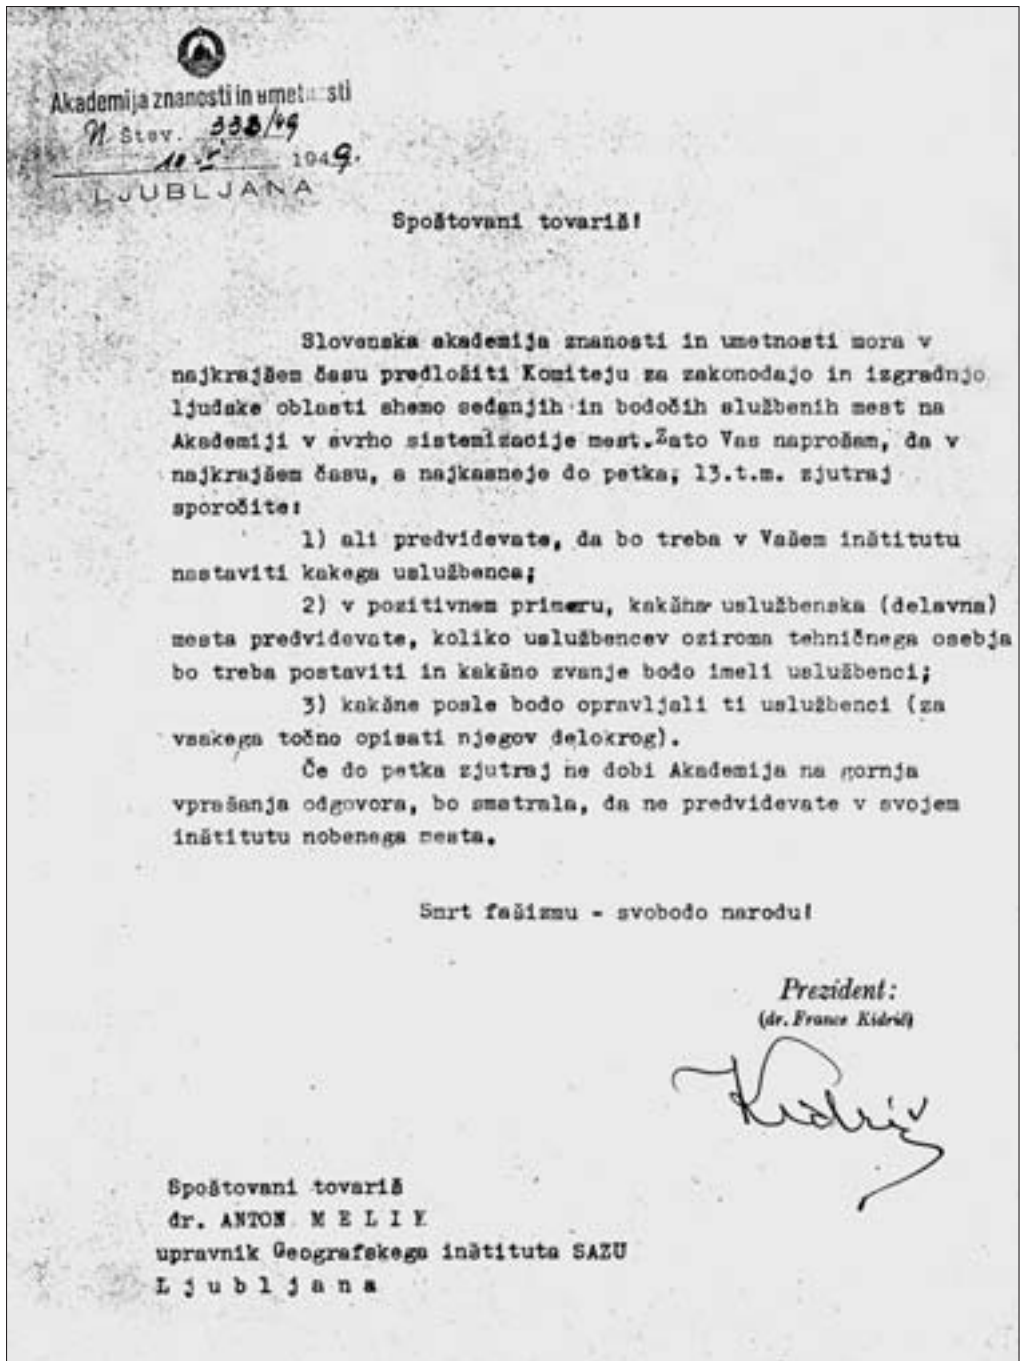 Akademija znanosti in umetnosti
Štev. 333/49
1949.
LJUBLJANA
Spoštovani tovariš!
Slovenska akademija znanosti in umetnosti mora v
najkrajšem času predložiti Komiteju za zakonodajo in izgradnjo
ljudske oblasti shemo sedanjih in bodočih službenih mest na
Akademiji v svrho sistemizacije mest.Zato Vas naprošam, da v
najkrajšem času, a najkasneje do petka, 13.t.m. zjutraj
sporočite:
1) ali predvidevate, da bo treba v Vašem inštitutu
nastaviti kakega uslužbenca;
2) v pozitivnem primeru, kakšna uslužbenska (delavna)
mesta predvidevate, koliko uslužbencev oziroma tehničnega osebja
bo treba postaviti in kakšno zvanje bodo imeli uslužbenci;
3) kakšne posle bodo opravljali ti uslužbenci (za
vsakega točno opisati njegov delokrog).
Če do petka zjutraj ne dobi Akademija na gornja
vprašanja odgovora, bo smatrala, da ne predvidevate v svojem
inštitutu nobenega mesta.
Smrt fašizmu - svobodo narodu!
Prezident:
(dr. France Kidrič)
Kidrič
Spoštovani tovariš
dr. ANTON M E L I K
upravnik Geografskega inštituta SAZU
L j u b l j a n a